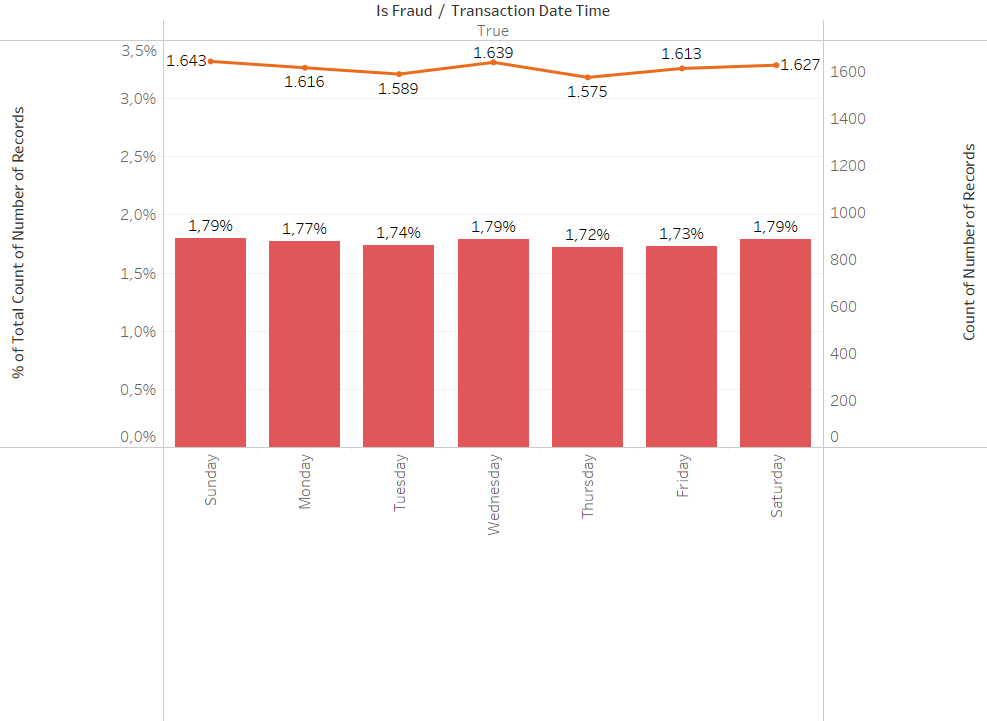 Is Fraud / Transaction Date Time
True
% of Total Count of Number of Records
3,5%
3,0%
2,5%
2,0%
1,5%
1,0%
0,5%
0,0%
1.643
1.616
1.589
1.639
1.575
1.613
1.627
1,79%
1,77%
1,74%
1,79%
1,72%
1,73%
1,79%
1600
1400
1200
1000
800
600
400
200
0
Count of Number of Records
Sunday
Monday
Tuesday
Wednesday
Thursday
Friday
Saturday